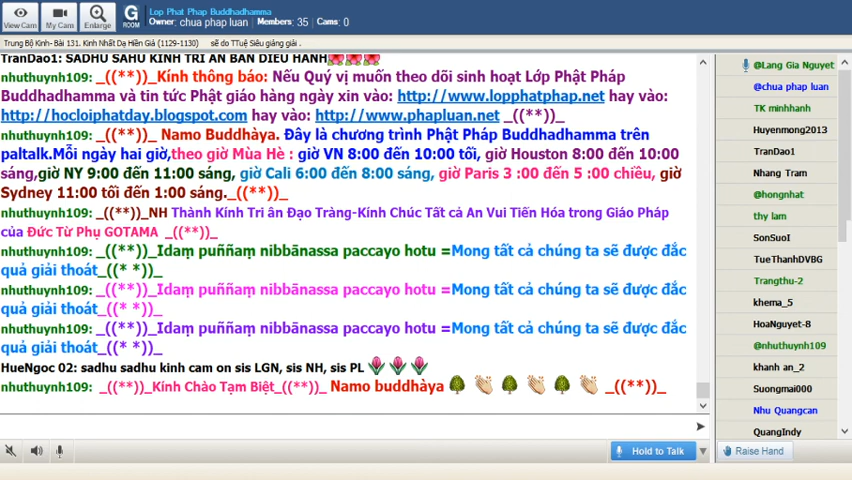 View Cam
My Cam
Enlarge
G
ROOM
Lop Phat Phap Buddhadhamma
Owner: chua phap luan Members: 35 Cams: 0
Trung Bộ Kinh- Bài 131. Kinh Nhất Dạ Hiền Giả (1129-1130) sẽ do TTuệ Siêu giảng giải .
TranDao1: SADHU SAHU KINH TRI AN BAN DIEU HANH
nhuthuynh109: _((**)_Kính thông báo: Nếu Quý vị muốn theo dõi sinh hoạt Lớp Phật Pháp
Buddhadhamma và tin tức Phật giáo hàng ngày xin vào: http://www.lopphatphap.net hay vào:
http://hocloiphatday.blogspot.com hay vào: http://www.phapluan.net _((**)_
nhuthuynh109: _((**)_ Namo Buddhàya. Đây là chương trình Phật Pháp Buddhadhamma trên
paltalk.Mỗi ngày hai giờ,theo giờ Mùa Hè : giờ VN 8:00 đến 10:00 tối, giờ Houston 8:00 đến 10:00
sáng,giờ NY 9:00 đến 11:00 sáng, giờ Cali 6:00 đến 8:00 sáng, giờ Paris 3 :00 đến 5 :00 chiều, giờ
Sydney 11:00 tối đến 1:00 sáng._((**)_
nhuthuynh109: _((**)_NH Thành Kính Tri ân Đạo Tràng-Kính Chúc Tất cả An Vui Tiến Hóa trong Giáo Pháp
của Đức Từ Phụ GOTAMA _((**)_
nhuthuynh109: _((**)_Idaṃ puññaṃ nibbānassa paccayo hotu =Mong tất cả chúng ta sẽ được đắc
quả giải thoát_((* *)_
nhuthuynh109: _((**)_Idaṃ puññaṃ nibbānassa paccayo hotu =Mong tất cả chúng ta sẽ được đắc
quả giải thoát_((* *)_
nhuthuynh109: _((**)_Idaṃ puññaṃ nibbānassa paccayo hotu =Mong tất cả chúng ta sẽ được đắc
quả giải thoát_((* *)_
HueNgoc 02: sadhu sadhu kinh cam on sis LGN, sis NH, sis PL
nhuthuynh109: _((**)_Kính Chào Tạm Biệt_((**)_ Namo buddhàya _((**)_
@Lang Gia Nguyet
@chua phap luan
TK minhhanh
Huyenmong2013
TranDao1
Nhang Tram
@hongnhat
thy lam
SonSuoI
TueThanhDVBG
Trangthu-2
khema_5
HoaNguyet-8
@nhuthuynh109
khanh an_2
Suongmai000
Nhu Quangcan
QuangIndy
Hold to Talk
Raise Hand